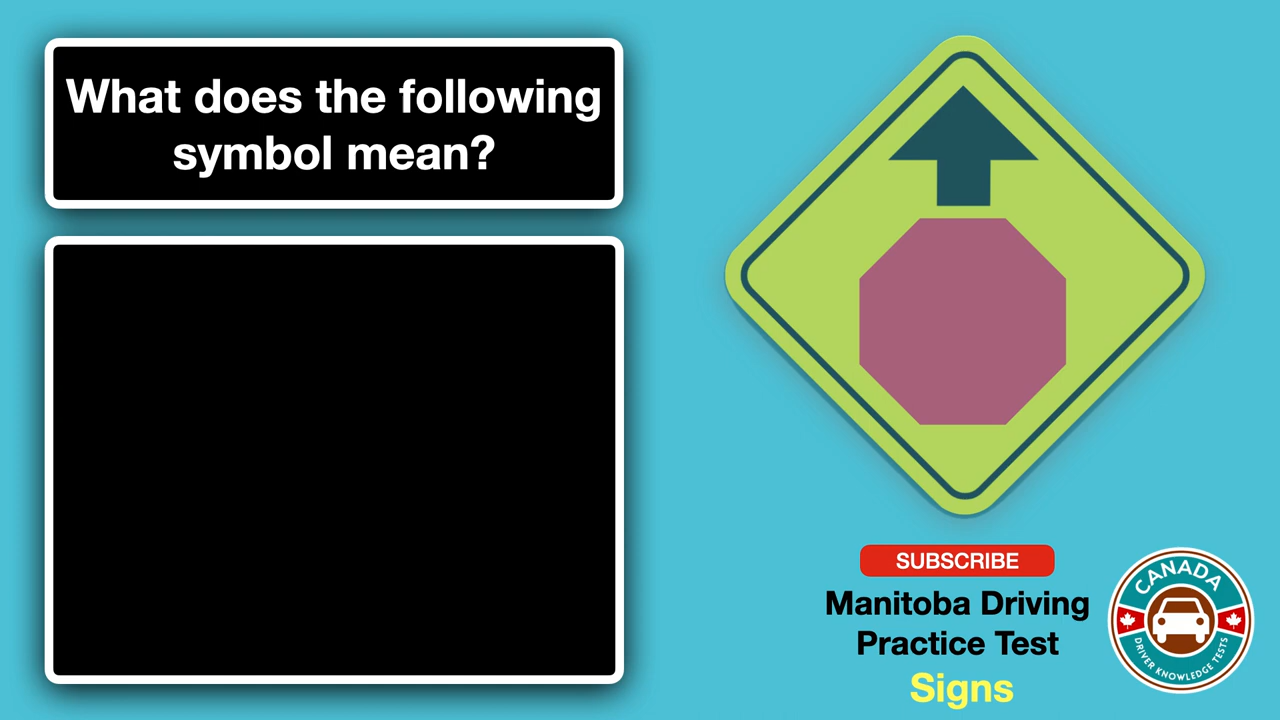 What does the following
symbol mean?
SUBSCRIBE
Manitoba Driving
Practice Test
Signs
CANADA
DRIVER KNOWLEDGE TESTS